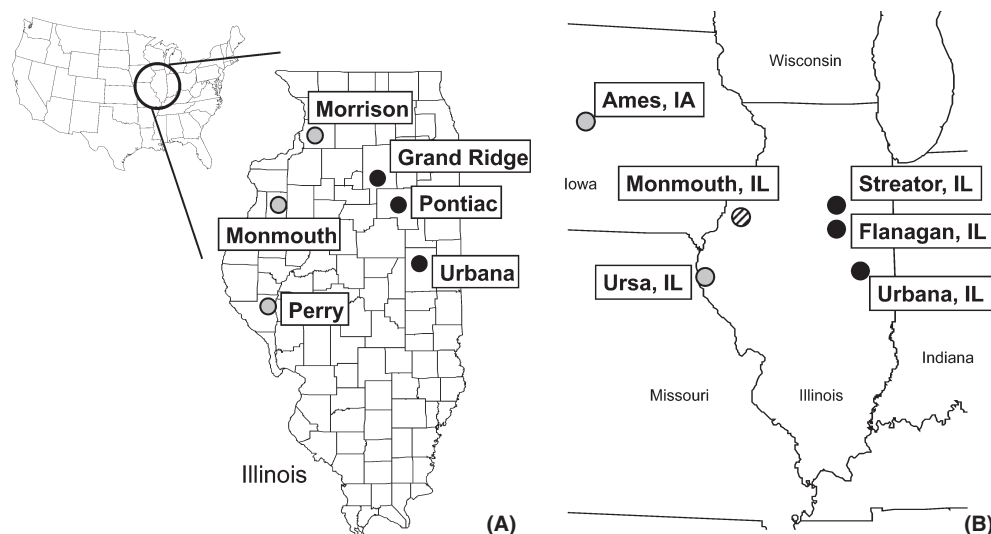 Morrison
Grand Ridge
Pontiac
Monmouth
Urbana
Perry
Illinois
(A)
Wisconsin
Ames, IA
Iowa
Monmouth, IL
Streator, IL
Flanagan, IL
Ursa, IL
Urbana, IL
Indiana
Missouri
Illinois
(B)